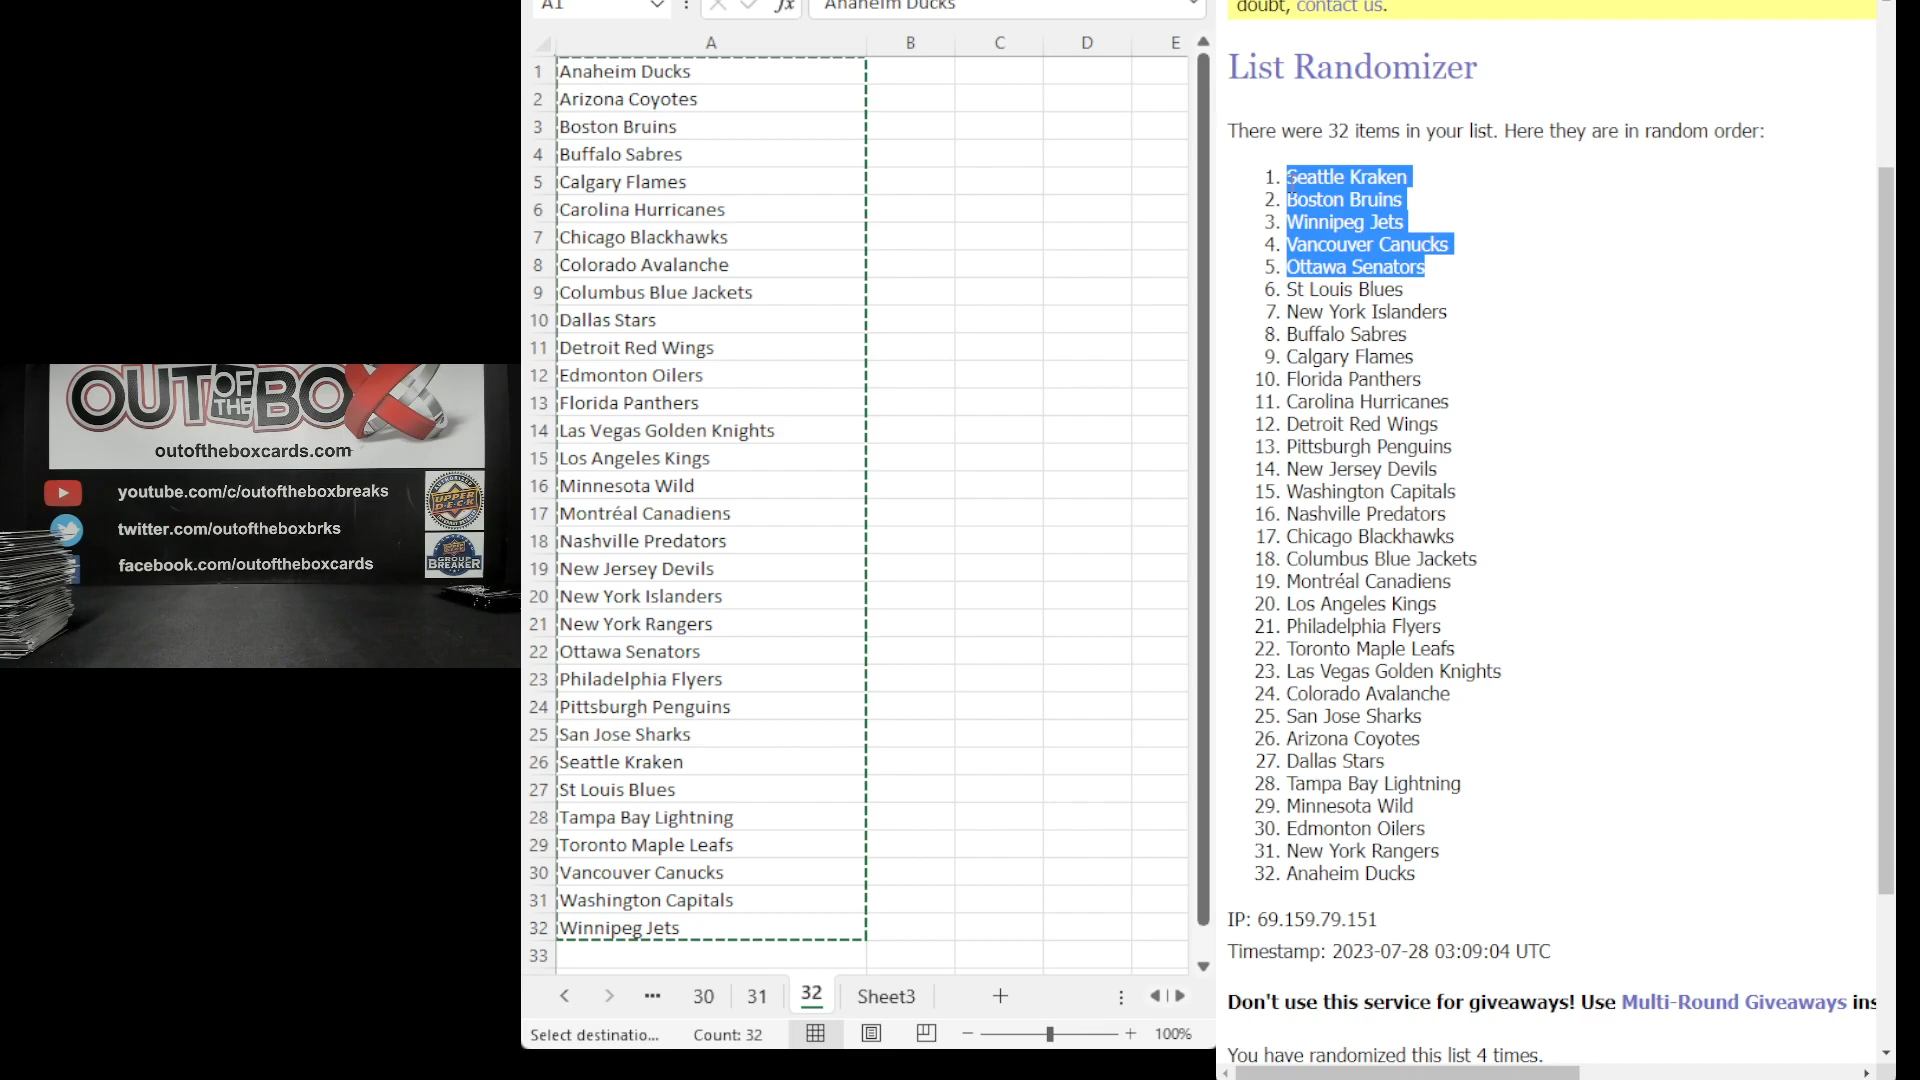 OUT OF THE BOX
outoftheboxcards.com
youtube.com/c/outoftheboxbreaks
twitter.com/outoftheboxbrks
facebook.com/outoftheboxcards
AUTHORIZED
UPPER DECK
GROUP BREAKER
A1
fx
Anaheim Ducks
A B C D E
1 Anaheim Ducks
2 Arizona Coyotes
3 Boston Bruins
4 Buffalo Sabres
5 Calgary Flames
6 Carolina Hurricanes
7 Chicago Blackhawks
8 Colorado Avalanche
9 Columbus Blue Jackets
10 Dallas Stars
11 Detroit Red Wings
12 Edmonton Oilers
13 Florida Panthers
14 Las Vegas Golden Knights
15 Los Angeles Kings
16 Minnesota Wild
17 Montréal Canadiens
18 Nashville Predators
19 New Jersey Devils
20 New York Islanders
21 New York Rangers
22 Ottawa Senators
23 Philadelphia Flyers
24 Pittsburgh Penguins
25 San Jose Sharks
26 Seattle Kraken
27 St Louis Blues
28 Tampa Bay Lightning
29 Toronto Maple Leafs
30 Vancouver Canucks
31 Washington Capitals
32 Winnipeg Jets
33
... 30 31 32 Sheet3 +
Select destinatio... Count: 32 − + 100%
doubt, contact us.
List Randomizer
There were 32 items in your list. Here they are in random order:
1. Seattle Kraken
2. Boston Bruins
3. Winnipeg Jets
4. Vancouver Canucks
5. Ottawa Senators
6. St Louis Blues
7. New York Islanders
8. Buffalo Sabres
9. Calgary Flames
10. Florida Panthers
11. Carolina Hurricanes
12. Detroit Red Wings
13. Pittsburgh Penguins
14. New Jersey Devils
15. Washington Capitals
16. Nashville Predators
17. Chicago Blackhawks
18. Columbus Blue Jackets
19. Montréal Canadiens
20. Los Angeles Kings
21. Philadelphia Flyers
22. Toronto Maple Leafs
23. Las Vegas Golden Knights
24. Colorado Avalanche
25. San Jose Sharks
26. Arizona Coyotes
27. Dallas Stars
28. Tampa Bay Lightning
29. Minnesota Wild
30. Edmonton Oilers
31. New York Rangers
32. Anaheim Ducks
IP: 69.159.79.151
Timestamp: 2023-07-28 03:09:04 UTC
Don't use this service for giveaways! Use Multi-Round Giveaways ins
You have randomized this list 4 times.